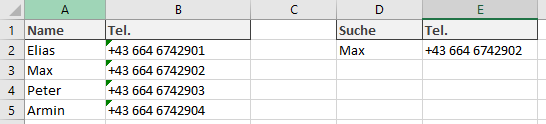 A B C D E
1 Name Tel. Suche Tel.
2 Elias +43 664 6742901 Max +43 664 6742902
3 Max +43 664 6742902
4 Peter +43 664 6742903
5 Armin +43 664 6742904